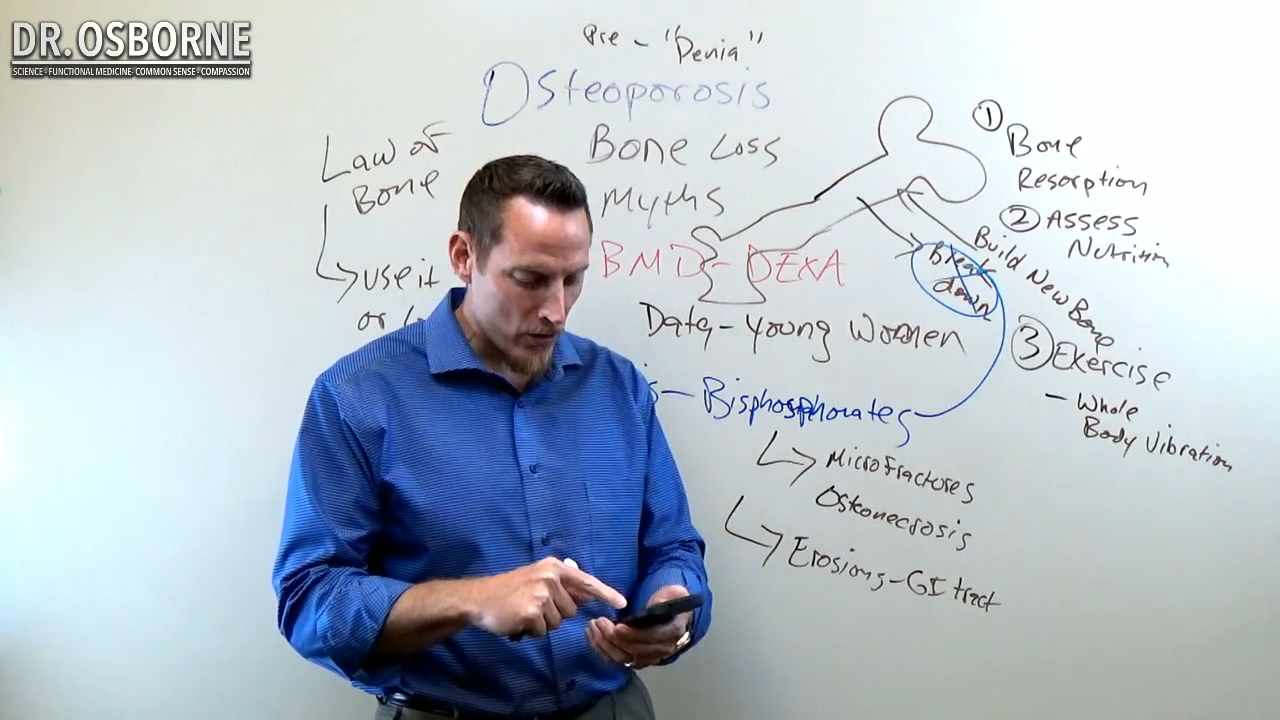 DR. OSBORNE
SCIENCE - FUNCTIONAL MEDICINE - COMMON SENSE - COMPASSION
Pre - "Penia"
Osteoporosis
Bone Loss
Myths
BMD - DEXA
Data - Young Women
Bisphosphonates
Microfractures
Osteonecrosis
Erosions - GI tract
Law of
Bone
use it
or
Break
down
Build New Bone
① Bone
Resorption
② Assess
Nutrition
③ Exercise
- Whole
Body Vibration